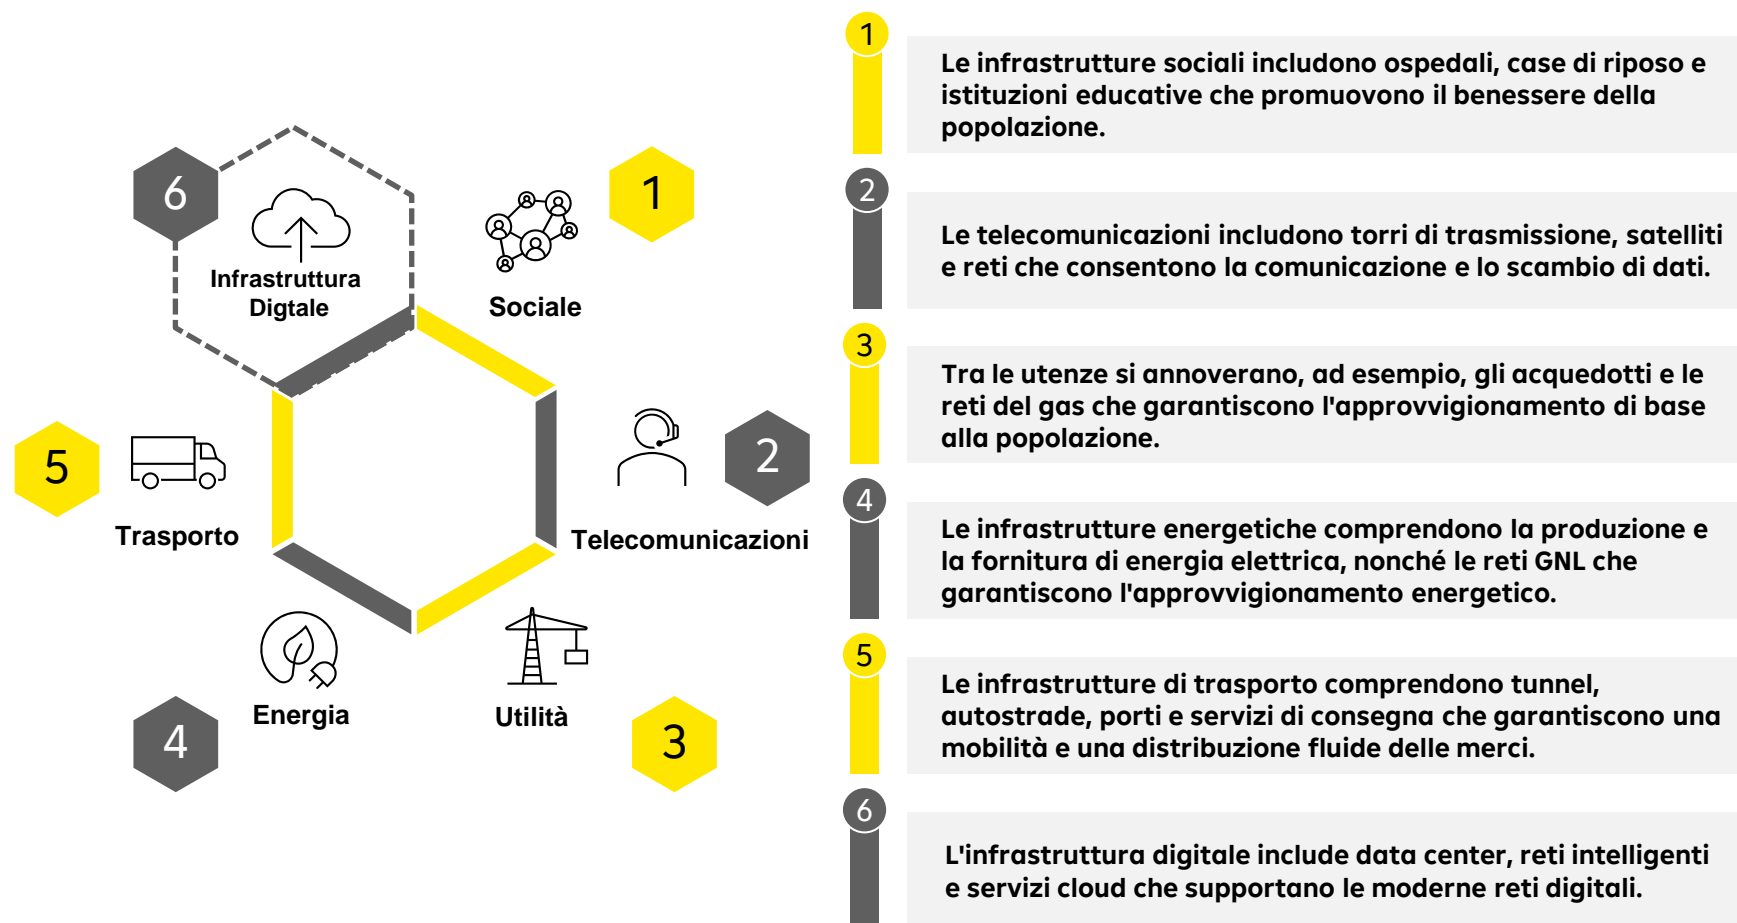 6
Infrastruttura
Digtale
1
Sociale
5
Trasporto
2
Telecomunicazioni
4
Energia
Utilità
3
1
Le infrastrutture sociali includono ospedali, case di riposo e
istituzioni educative che promuovono il benessere della
popolazione.
2
Le telecomunicazioni includono torri di trasmissione, satelliti
e reti che consentono la comunicazione e lo scambio di dati.
3
Tra le utenze si annoverano, ad esempio, gli acquedotti e le
reti del gas che garantiscono l'approvvigionamento di base
alla popolazione.
4
Le infrastrutture energetiche comprendono la produzione e
la fornitura di energia elettrica, nonché le reti GNL che
garantiscono l'approvvigionamento energetico.
5
Le infrastrutture di trasporto comprendono tunnel,
autostrade, porti e servizi di consegna che garantiscono una
mobilità e una distribuzione fluide delle merci.
6
L'infrastruttura digitale include data center, reti intelligenti
e servizi cloud che supportano le moderne reti digitali.